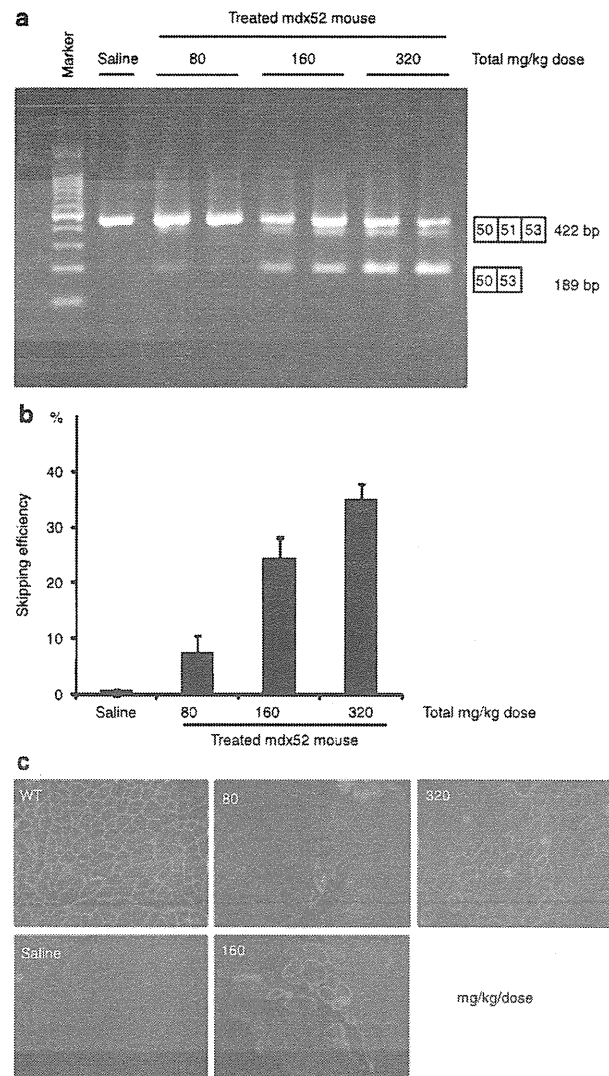 a
Treated mdx52 mouse
Marker
Saline 80 160 320 Total mg/kg dose
50 51 53 422 bp
50 53 189 bp
b
%
Skipping efficiency
40
30
20
10
0
Saline 80 160 320 Total mg/kg dose
Treated mdx52 mouse
c
WT 80 320
Saline 160 mg/kg/dose